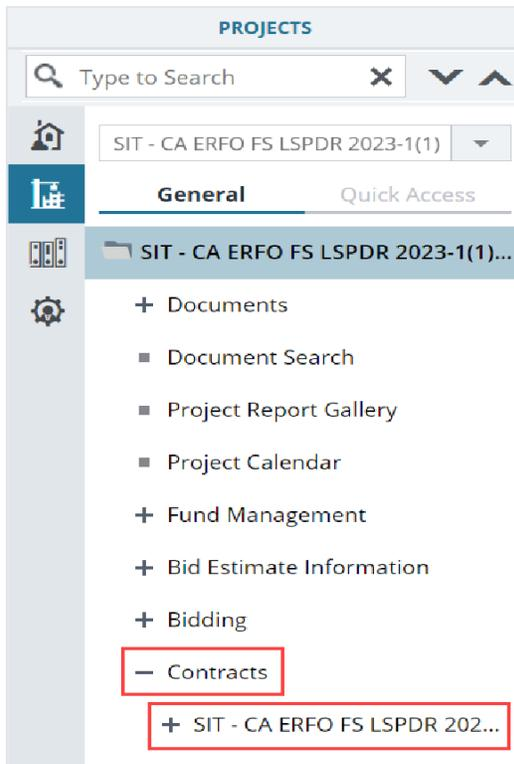 PROJECTS
Type to Search
SIT - CA ERFO FS LSPDR 2023-1(1)
General Quick Access
SIT - CA ERFO FS LSPDR 2023-1(1)...
Documents
Document Search
Project Report Gallery
Project Calendar
Fund Management
Bid Estimate Information
Bidding
Contracts
SIT - CA ERFO FS LSPDR 202...